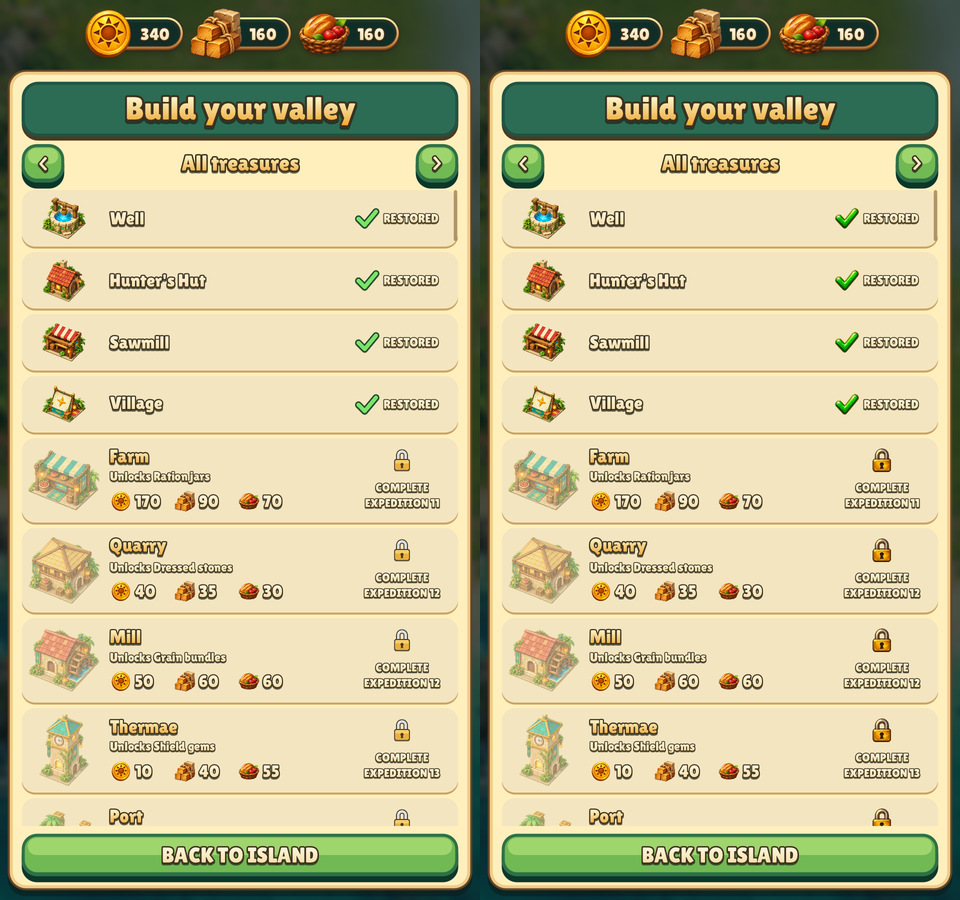 340 160 160
Build your valley
All treasures
Well RESTORED
Hunter's Hut RESTORED
Sawmill RESTORED
Village RESTORED
Farm
Unlocks Ration jars
170 90 70
COMPLETE
EXPEDITION 11
Quarry
Unlocks Dressed stones
40 35 30
COMPLETE
EXPEDITION 12
Mill
Unlocks Grain bundles
50 60 60
COMPLETE
EXPEDITION 12
Thermae
Unlocks Shield gems
10 40 55
COMPLETE
EXPEDITION 13
Port
BACK TO ISLAND
340 160 160
Build your valley
All treasures
Well RESTORED
Hunter's Hut RESTORED
Sawmill RESTORED
Village RESTORED
Farm
Unlocks Ration jars
170 90 70
COMPLETE
EXPEDITION 11
Quarry
Unlocks Dressed stones
40 35 30
COMPLETE
EXPEDITION 12
Mill
Unlocks Grain bundles
50 60 60
COMPLETE
EXPEDITION 12
Thermae
Unlocks Shield gems
10 40 55
COMPLETE
EXPEDITION 13
Port
BACK TO ISLAND